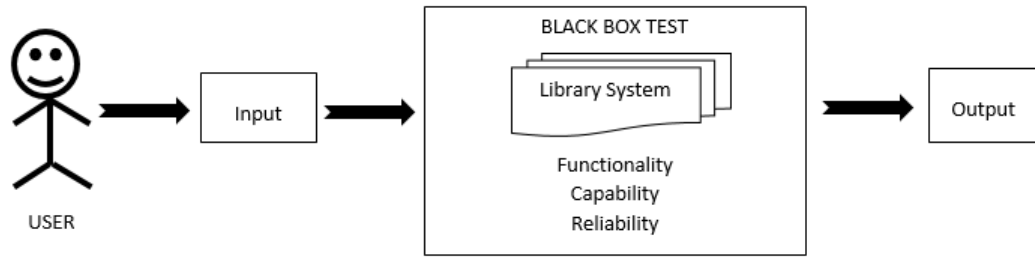 BLACK BOX TEST
Library System
Input
Output
Functionality
Capability
Reliability
USER